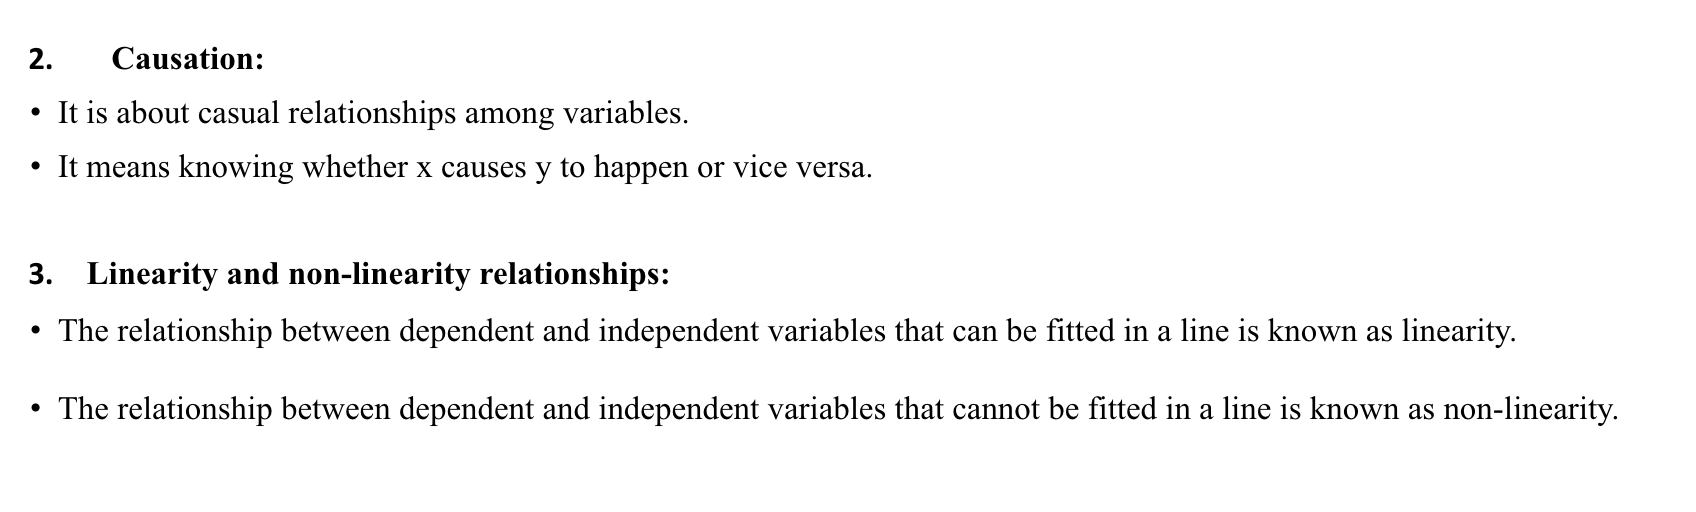 2. Causation:
• It is about casual relationships among variables.
• It means knowing whether x causes y to happen or vice versa.
3. Linearity and non-linearity relationships:
• The relationship between dependent and independent variables that can be fitted in a line is known as linearity.
• The relationship between dependent and independent variables that cannot be fitted in a line is known as non-linearity.